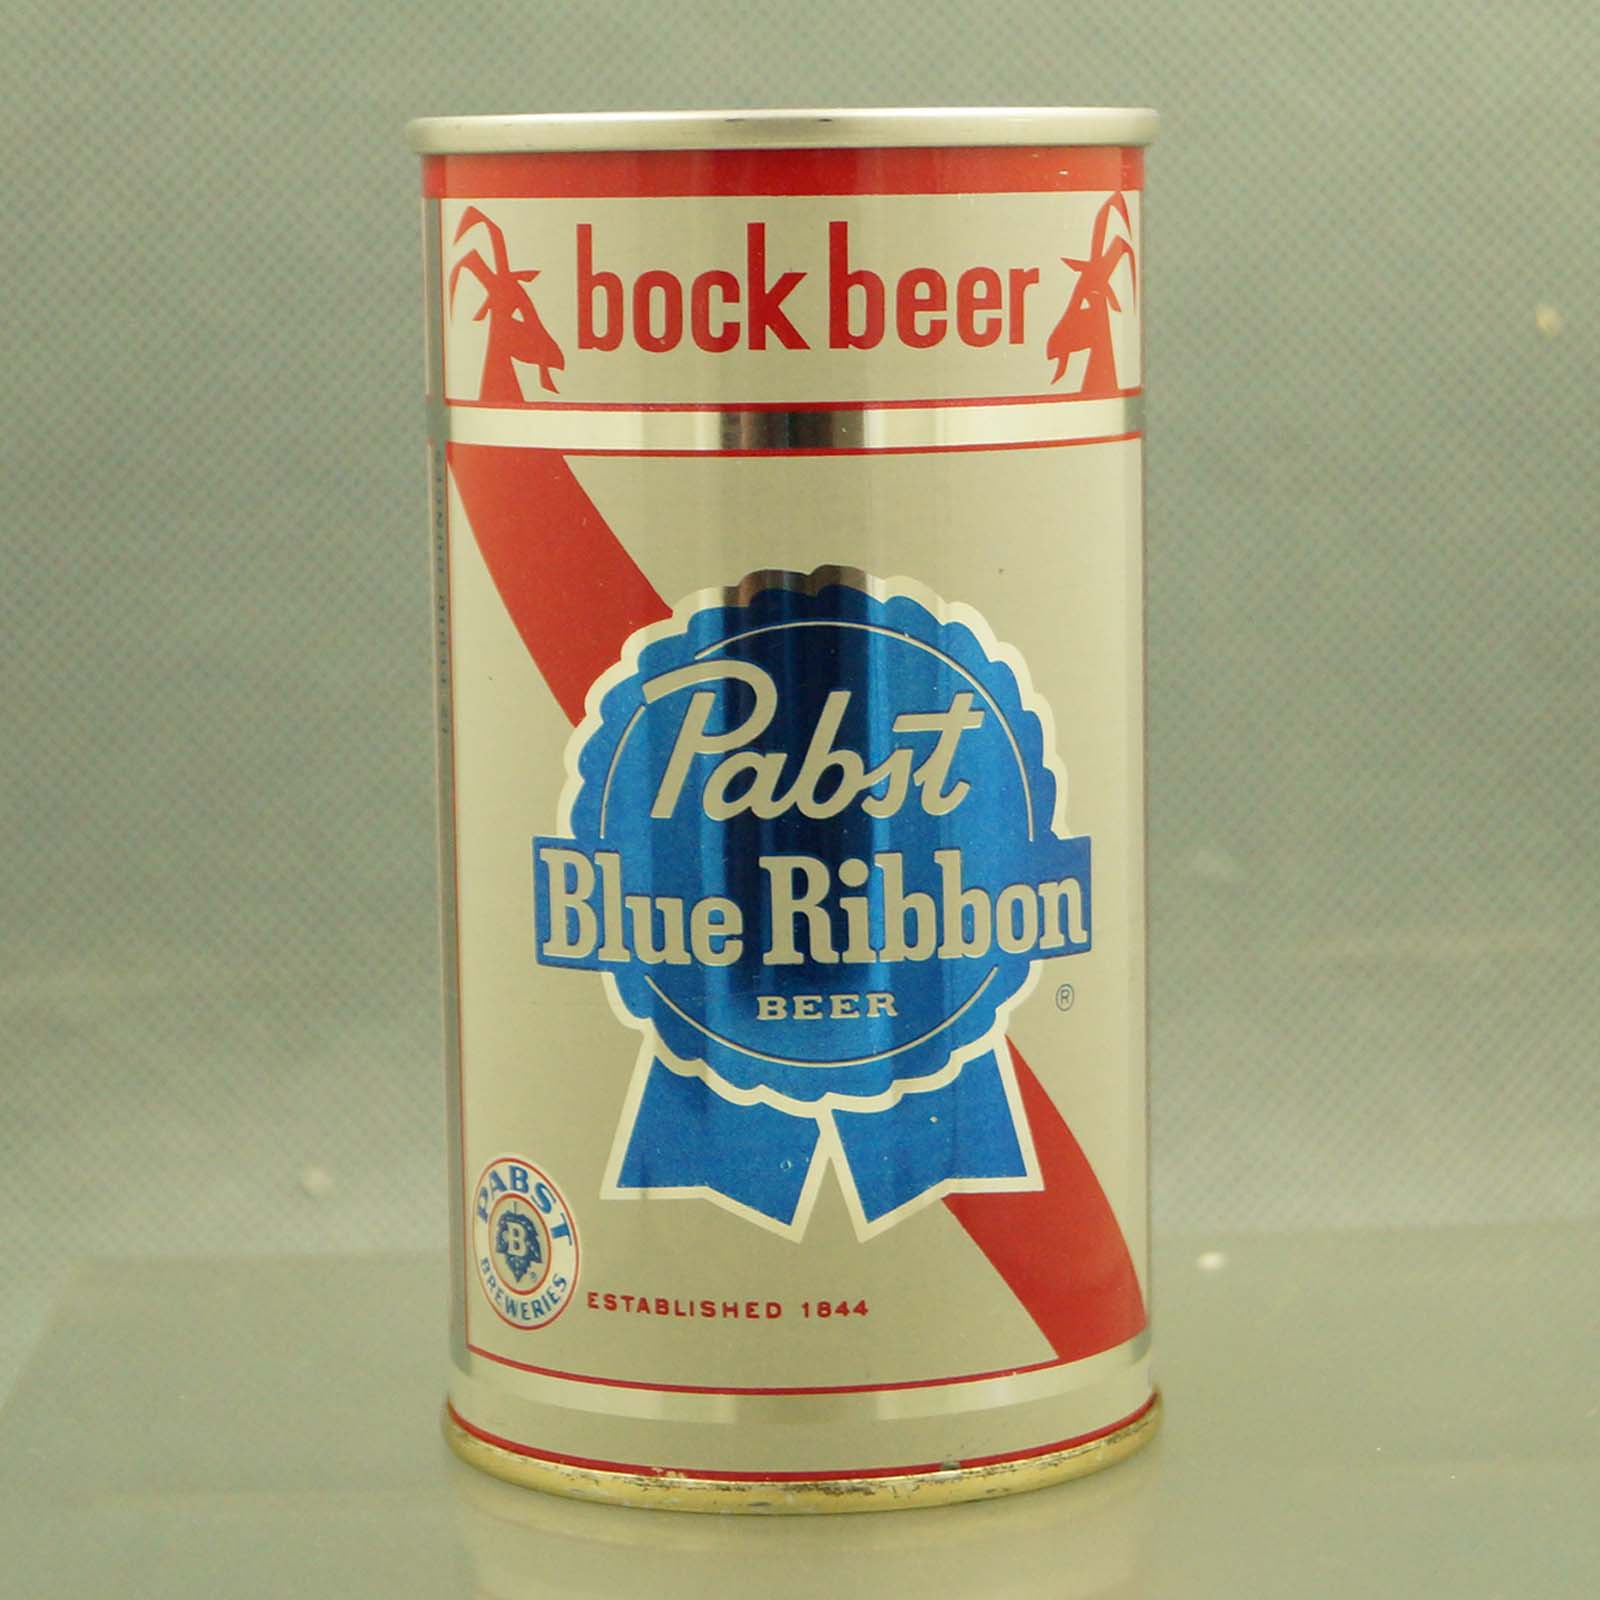 bock beer
Pabst
Blue Ribbon
BEER
®
PABST
B
BREWERIES
ESTABLISHED 1844